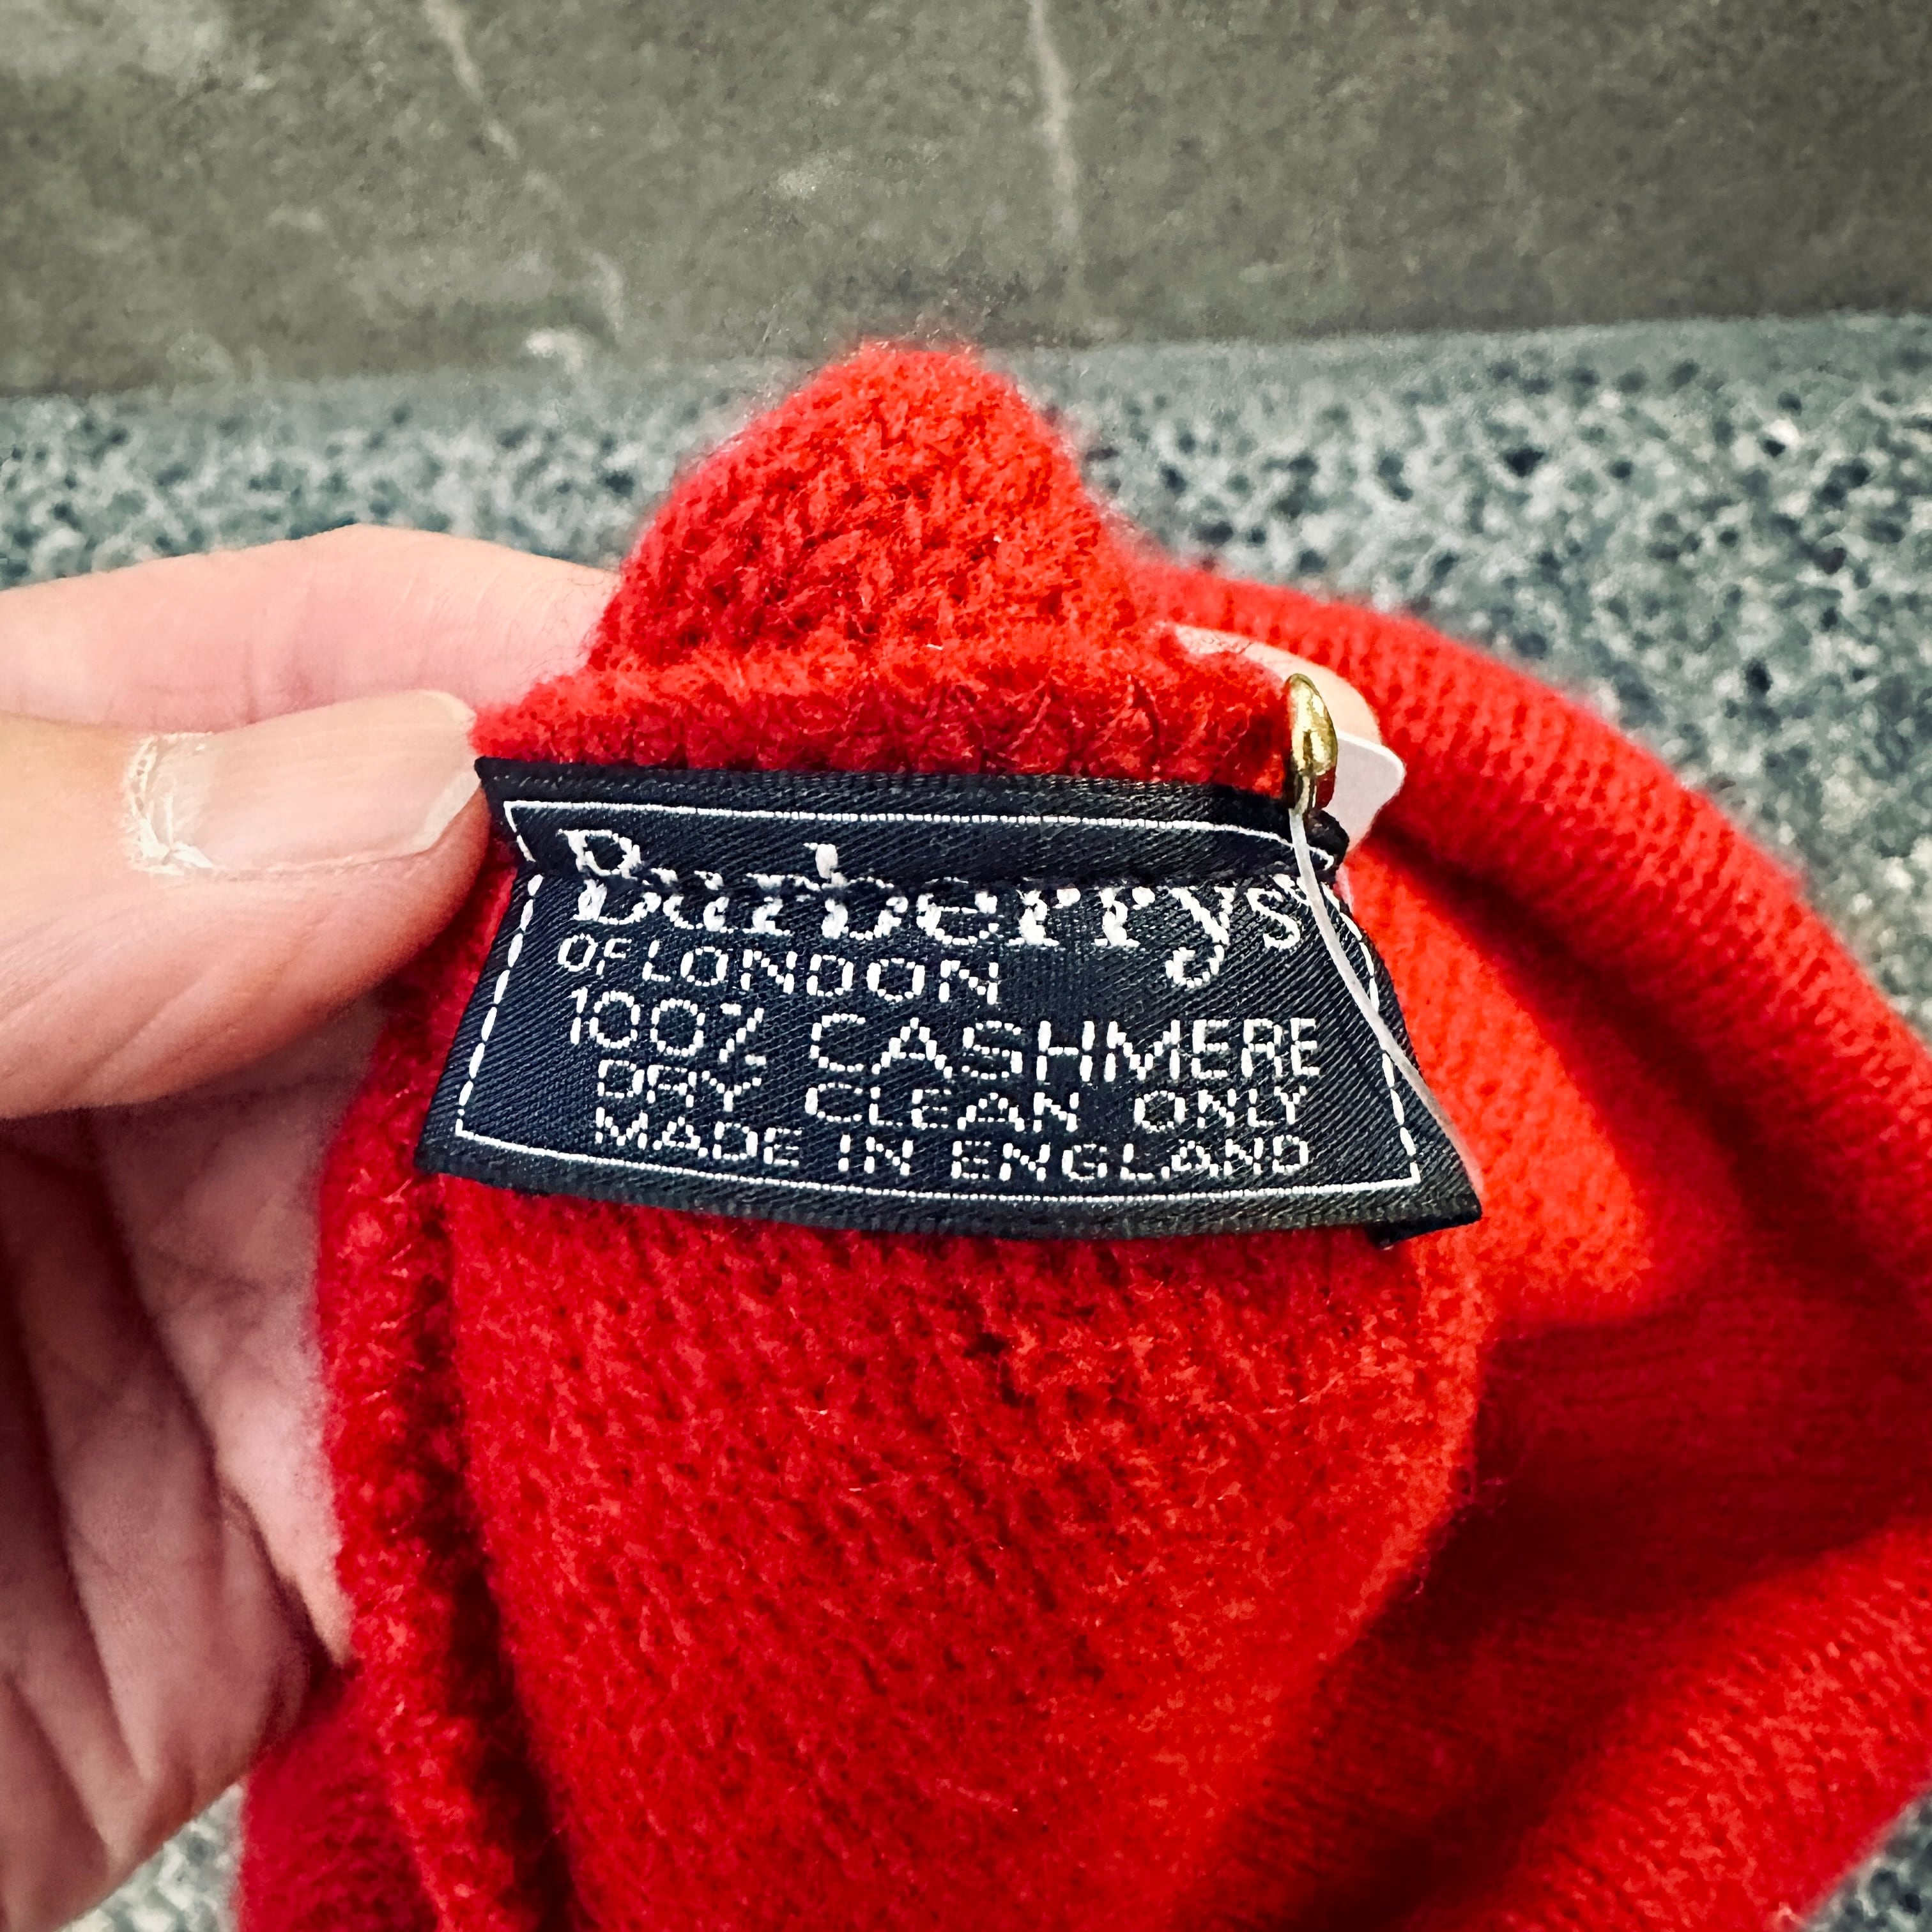 Burberrys
OF LONDON
100% CASHMERE
DRY CLEAN ONLY
MADE IN ENGLAND